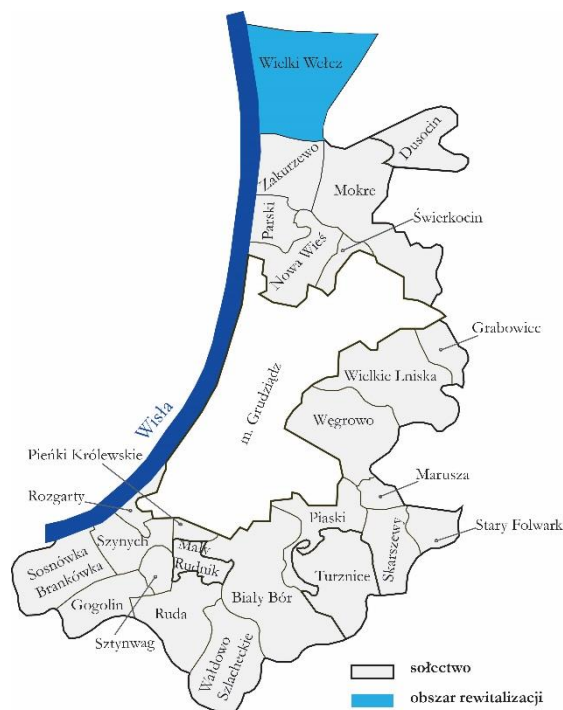 Wielki Wełcz
Dusocin
Zakurzewo
Mokre
Parski
Świerkocin
Nowa Wieś
Grabowiec
Wielkie Lniska
m. Grudziądz
Węgrowo
Wisła
Pieńki Królewskie
Marusza
Rozgarty
Piaski
Stary Folwark
Szynych
Mały
Rudnik
Skarszewy
Sosnówka
Brankówka
Turznice
Biały Bór
Gogolin
Ruda
Sztynwag
Wałdowo
Szlacheckie
sołectwo
obszar rewitalizacji